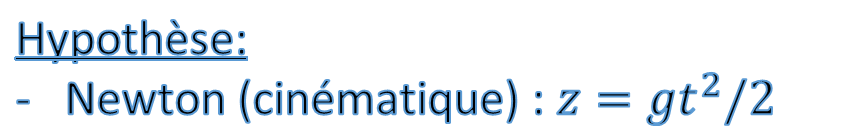 Hypothèse:
- Newton (cinématique) : z = gt²/2